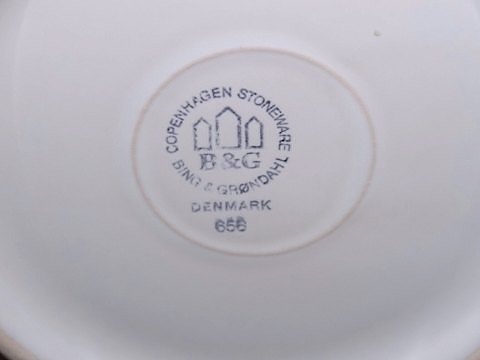 COPENHAGEN STONEWARE
B&G
BING & GRØNDAHL
DENMARK
656